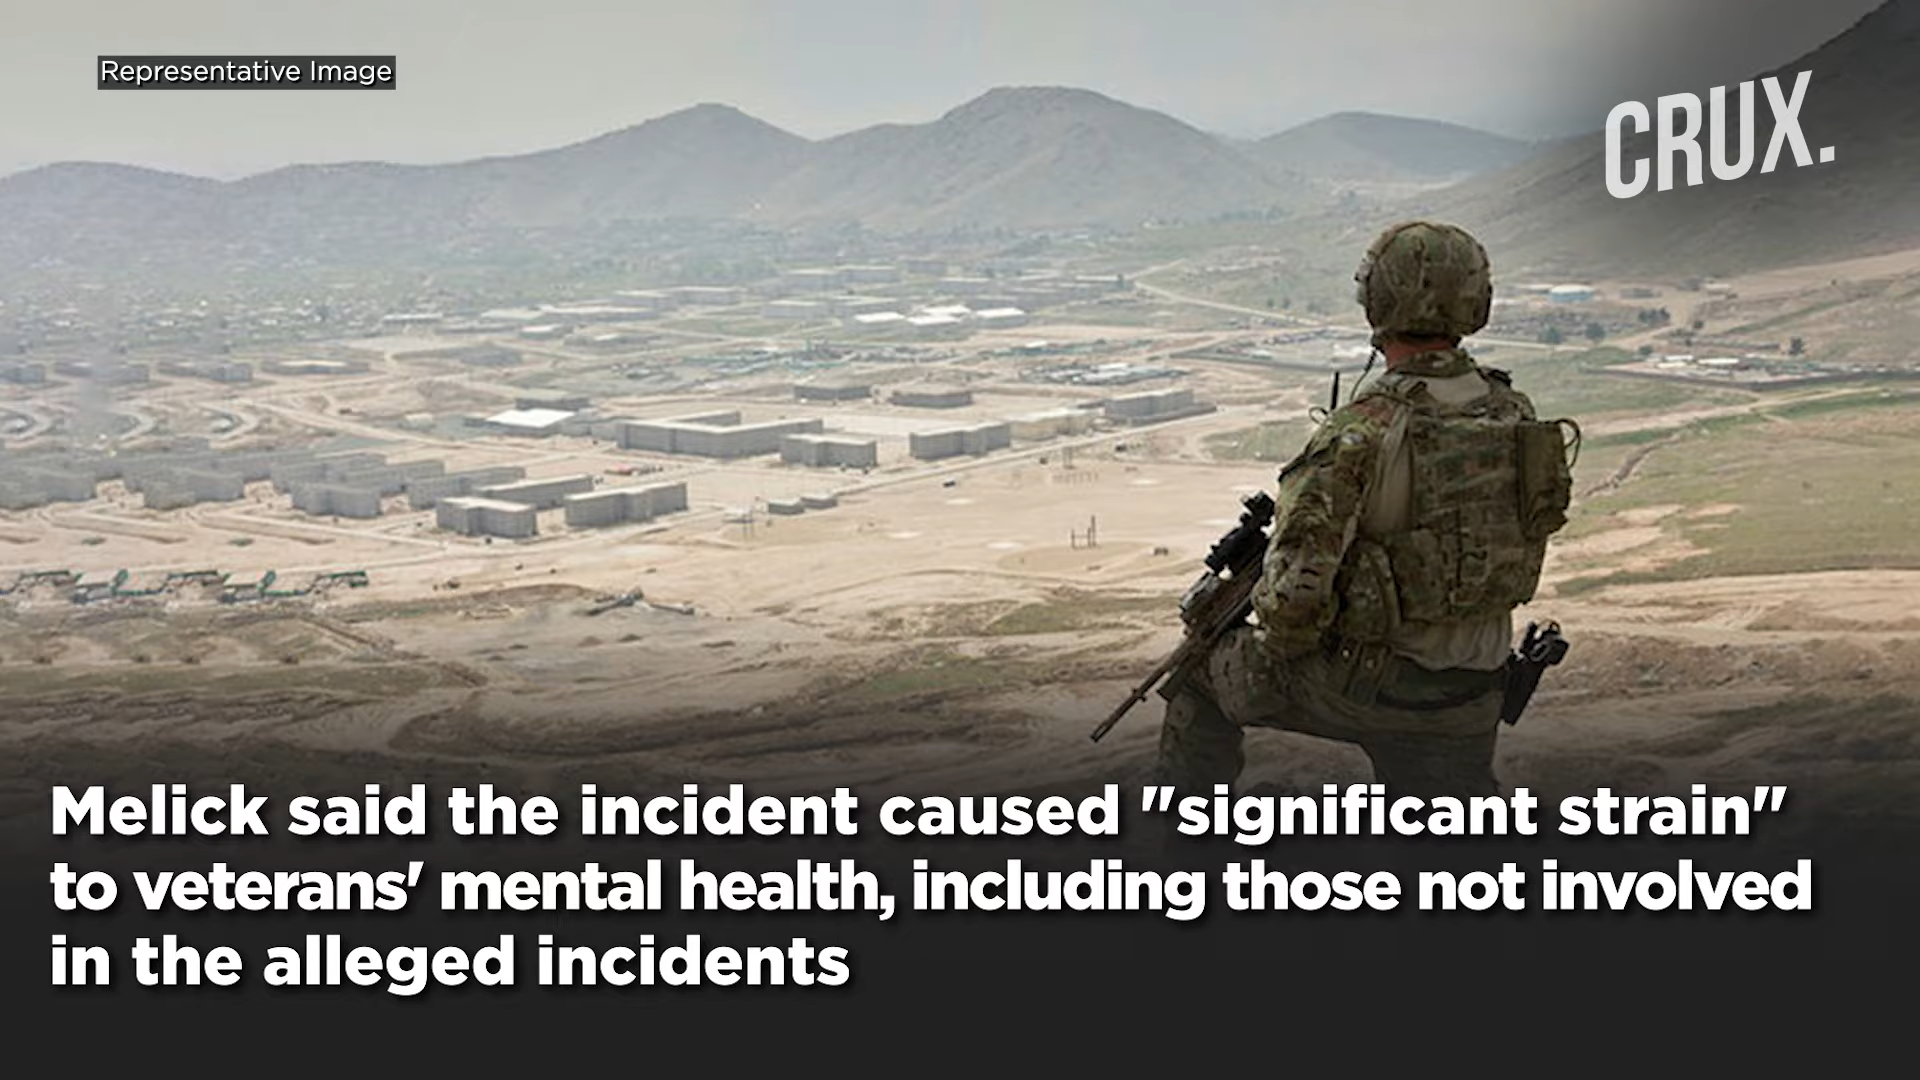 Representative Image
CRUX.
Melick said the incident caused "significant strain"
to veterans' mental health, including those not involved
in the alleged incidents